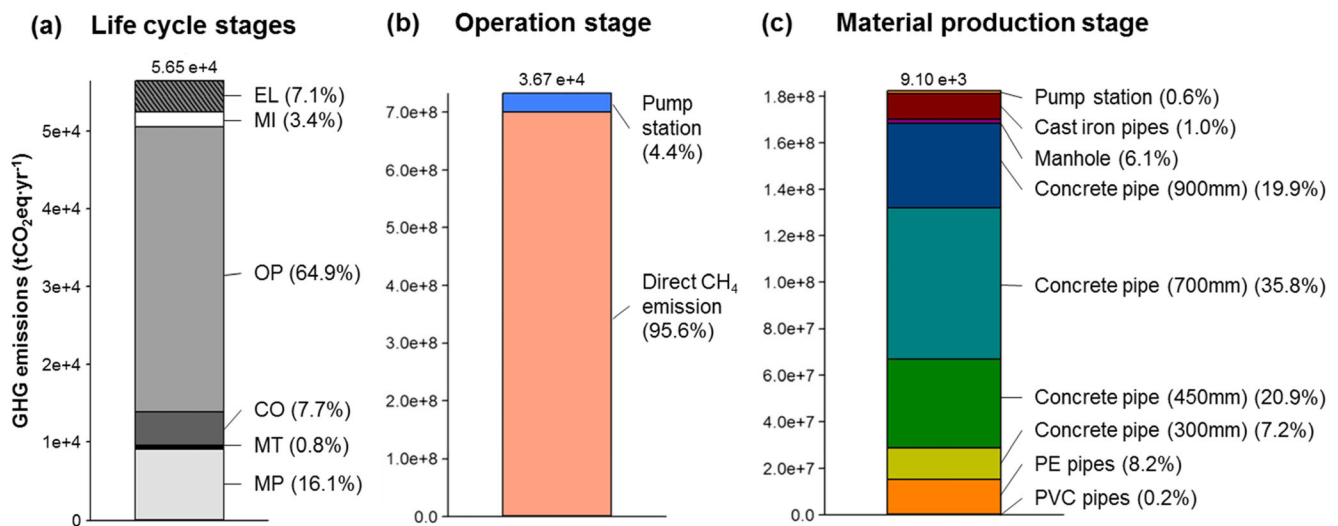 (a) Life cycle stages
5.65 e+4
GHG emissions (tCO₂eq·yr⁻¹)
5e+4
4e+4
3e+4
2e+4
1e+4
0
EL (7.1%)
MI (3.4%)
OP (64.9%)
CO (7.7%)
MT (0.8%)
MP (16.1%)
(b) Operation stage
3.67 e+4
7.0e+8
6.0e+8
5.0e+8
4.0e+8
3.0e+8
2.0e+8
1.0e+8
0.0
Pump
station
(4.4%)
Direct CH₄
emission
(95.6%)
(c) Material production stage
9.10 e+3
1.8e+8
1.6e+8
1.4e+8
1.2e+8
1.0e+8
8.0e+7
6.0e+7
4.0e+7
2.0e+7
0.0
Pump station (0.6%)
Cast iron pipes (1.0%)
Manhole (6.1%)
Concrete pipe (900mm) (19.9%)
Concrete pipe (700mm) (35.8%)
Concrete pipe (450mm) (20.9%)
Concrete pipe (300mm) (7.2%)
PE pipes (8.2%)
PVC pipes (0.2%)